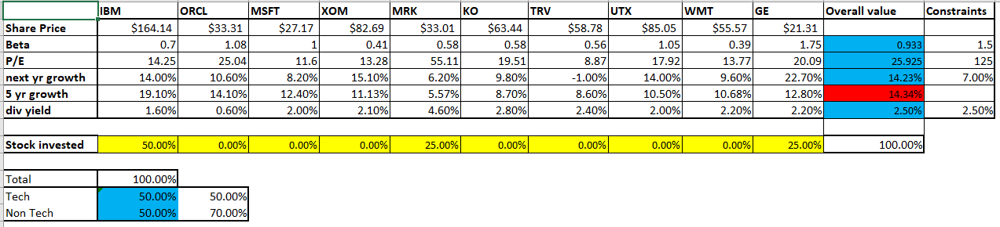 IBM ORCL MSFT XOM MRK KO TRV UTX WMT GE Overall value Constraints
Share Price $164.14 $33.31 $27.17 $82.69 $33.01 $63.44 $58.78 $85.05 $55.57 $21.31
Beta 0.7 1.08 1 0.41 0.58 0.58 0.56 1.05 0.39 1.75 0.933 1.5
P/E 14.25 25.04 11.6 13.28 55.11 19.51 8.87 17.92 13.77 20.09 25.925 125
next yr growth 14.00% 10.60% 8.20% 15.10% 6.20% 9.80% -1.00% 14.00% 9.60% 22.70% 14.23% 7.00%
5 yr growth 19.10% 14.10% 12.40% 11.13% 5.57% 8.70% 8.60% 10.50% 10.68% 12.80% 14.34%
div yield 1.60% 0.60% 2.00% 2.10% 4.60% 2.80% 2.40% 2.00% 2.20% 2.20% 2.50% 2.50%
Stock invested 50.00% 0.00% 0.00% 0.00% 25.00% 0.00% 0.00% 0.00% 0.00% 25.00% 100.00%
Total 100.00%
Tech 50.00% 50.00%
Non Tech 50.00% 70.00%